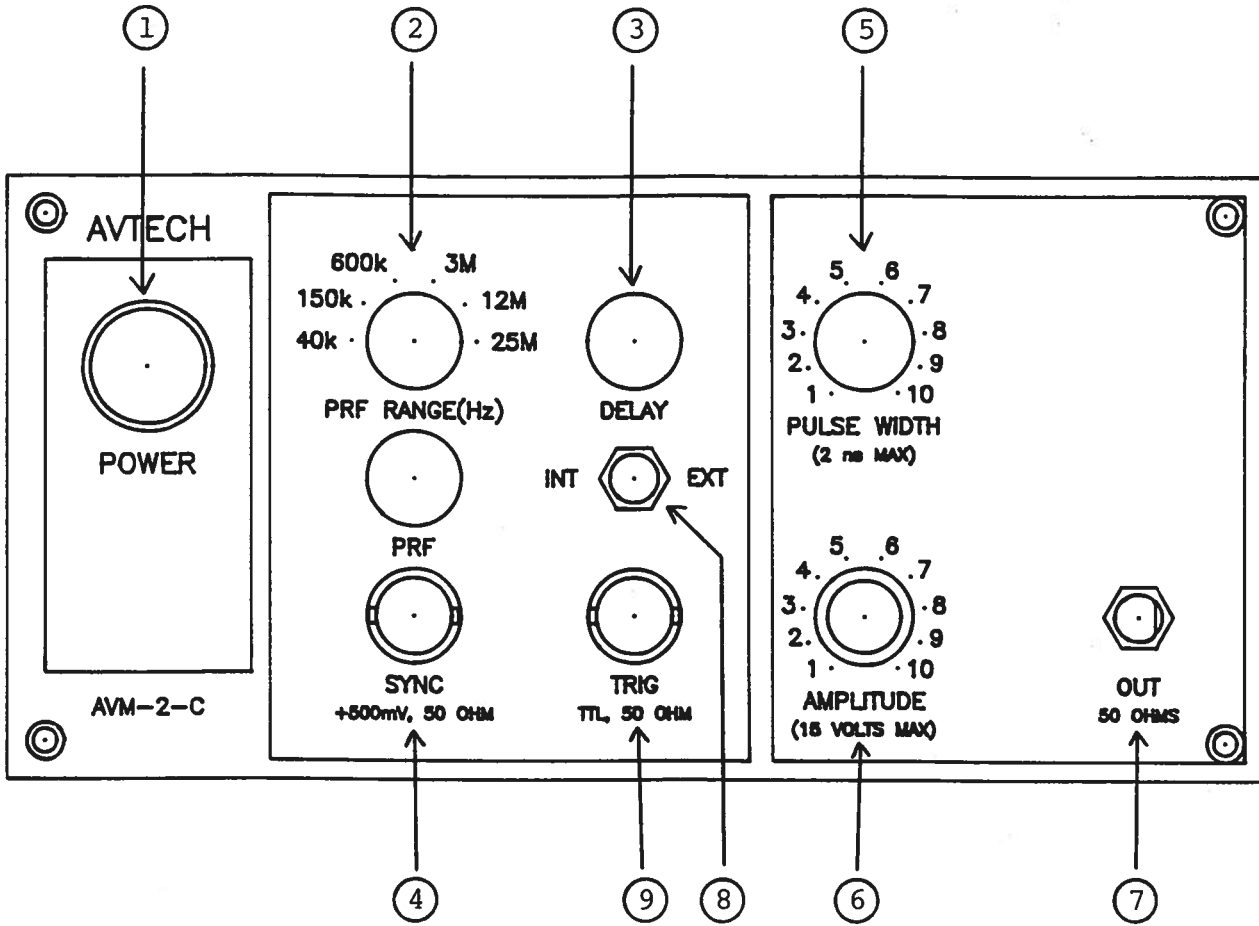 1 2 3 5
AVTECH
POWER
AVM-2-C
600k 3M
150k 12M
40k 25M
PRF RANGE(Hz)
PRF
SYNC
+500mV, 50 OHM
DELAY
INT EXT
TRIG
TTL, 50 OHM
5 6
4 7
3 8
2 9
1 10
PULSE WIDTH
(2 ns MAX)
5 6
4 7
3 8
2 9
1 10
AMPLITUDE
(15 VOLTS MAX)
OUT
50 OHMS
4 9 8 6 7